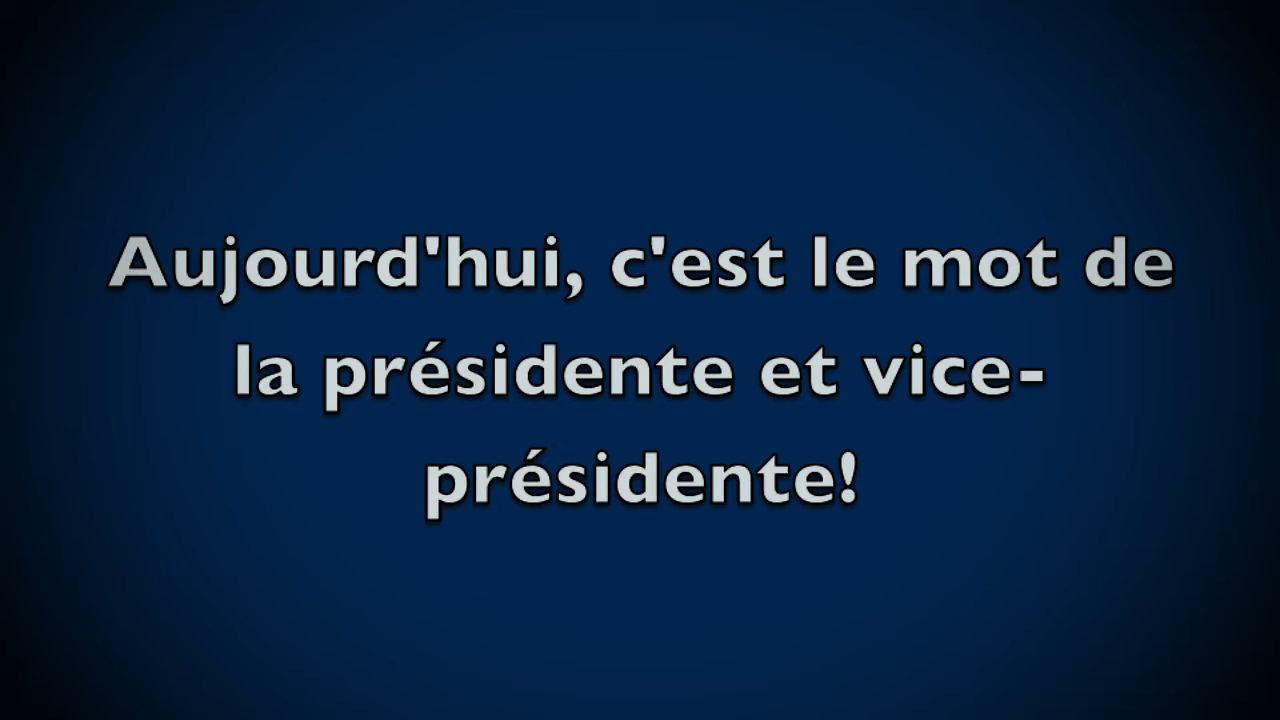 Aujourd'hui, c'est le mot de
la présidente et vice-
présidente!